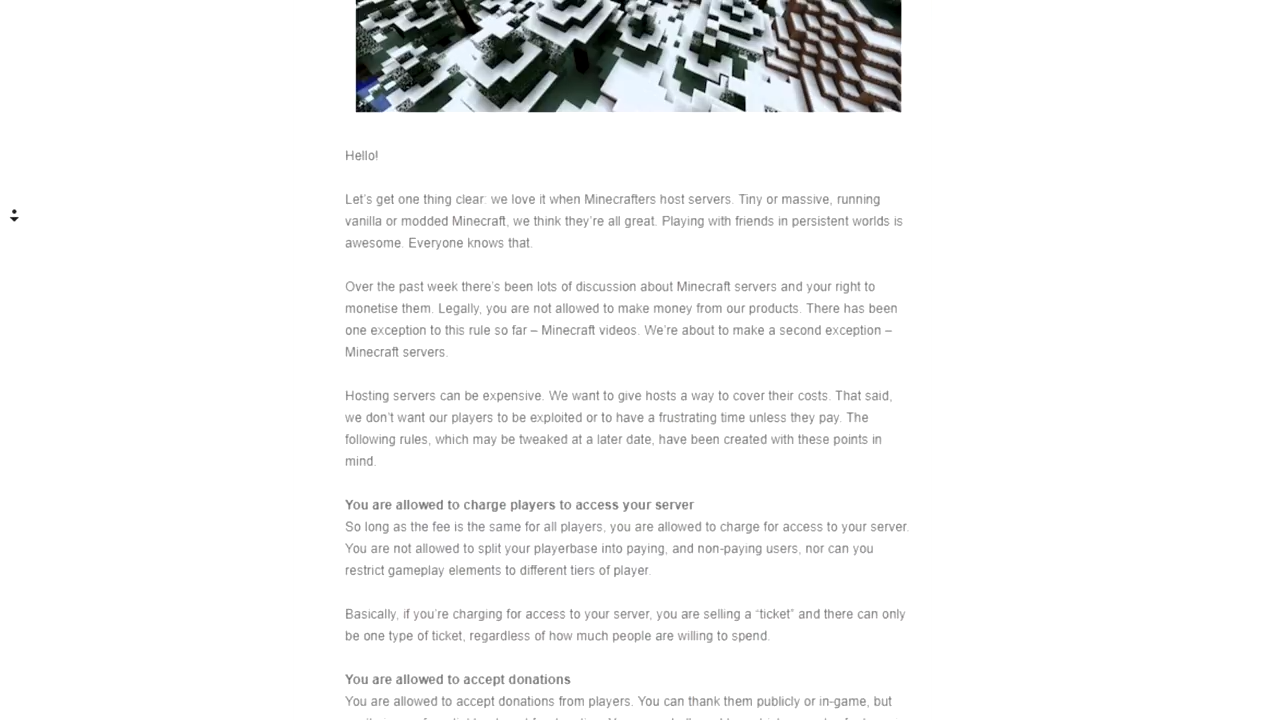 Hello!
Let's get one thing clear: we love it when Minecrafters host servers. Tiny or massive, running
vanilla or modded Minecraft, we think they're all great. Playing with friends in persistent worlds is
awesome. Everyone knows that.
Over the past week there's been lots of discussion about Minecraft servers and your right to
monetise them. Legally, you are not allowed to make money from our products. There has been
one exception to this rule so far – Minecraft videos. We're about to make a second exception –
Minecraft servers.
Hosting servers can be expensive. We want to give hosts a way to cover their costs. That said,
we don't want our players to be exploited or to have a frustrating time unless they pay. The
following rules, which may be tweaked at a later date, have been created with these points in
mind.
You are allowed to charge players to access your server
So long as the fee is the same for all players, you are allowed to charge for access to your server.
You are not allowed to split your playerbase into paying, and non-paying users, nor can you
restrict gameplay elements to different tiers of player.
Basically, if you're charging for access to your server, you are selling a “ticket” and there can only
be one type of ticket, regardless of how much people are willing to spend.
You are allowed to accept donations
You are allowed to accept donations from players. You can thank them publicly or in-game, but